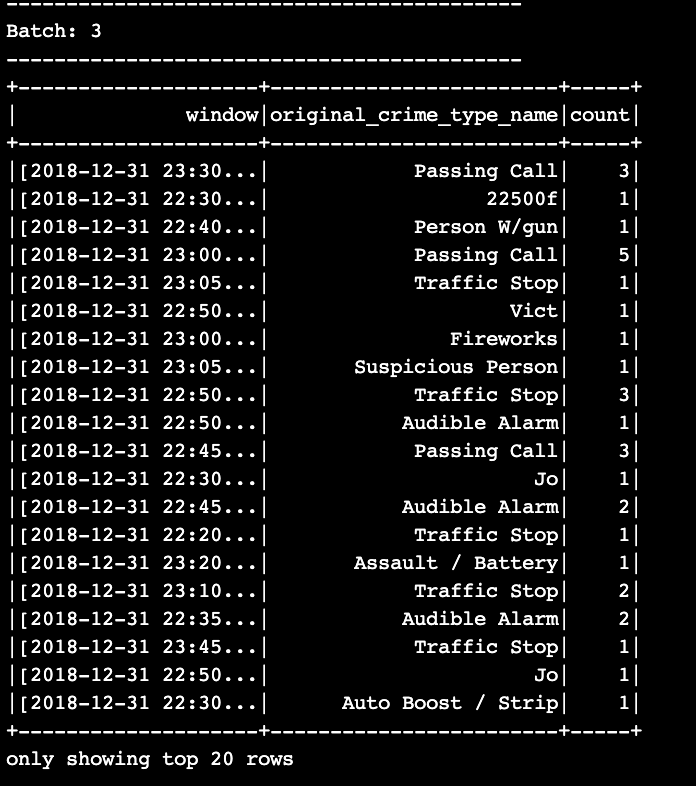 -------------------------------------------
Batch: 3
-------------------------------------------
+--------------------+------------------------+-----+
|              window|original_crime_type_name|count|
+--------------------+------------------------+-----+
|[2018-12-31 23:30...|            Passing Call|    3|
|[2018-12-31 22:30...|                  22500f|    1|
|[2018-12-31 22:40...|            Person W/gun|    1|
|[2018-12-31 23:00...|            Passing Call|    5|
|[2018-12-31 23:05...|            Traffic Stop|    1|
|[2018-12-31 22:50...|                    Vict|    1|
|[2018-12-31 23:00...|               Fireworks|    1|
|[2018-12-31 23:05...|       Suspicious Person|    1|
|[2018-12-31 22:50...|            Traffic Stop|    3|
|[2018-12-31 22:50...|           Audible Alarm|    1|
|[2018-12-31 22:45...|            Passing Call|    3|
|[2018-12-31 22:30...|                      Jo|    1|
|[2018-12-31 22:45...|           Audible Alarm|    2|
|[2018-12-31 22:20...|            Traffic Stop|    1|
|[2018-12-31 23:20...|       Assault / Battery|    1|
|[2018-12-31 23:10...|            Traffic Stop|    2|
|[2018-12-31 22:35...|           Audible Alarm|    2|
|[2018-12-31 23:45...|            Traffic Stop|    1|
|[2018-12-31 22:50...|                      Jo|    1|
|[2018-12-31 22:30...|      Auto Boost / Strip|    1|
+--------------------+------------------------+-----+
only showing top 20 rows